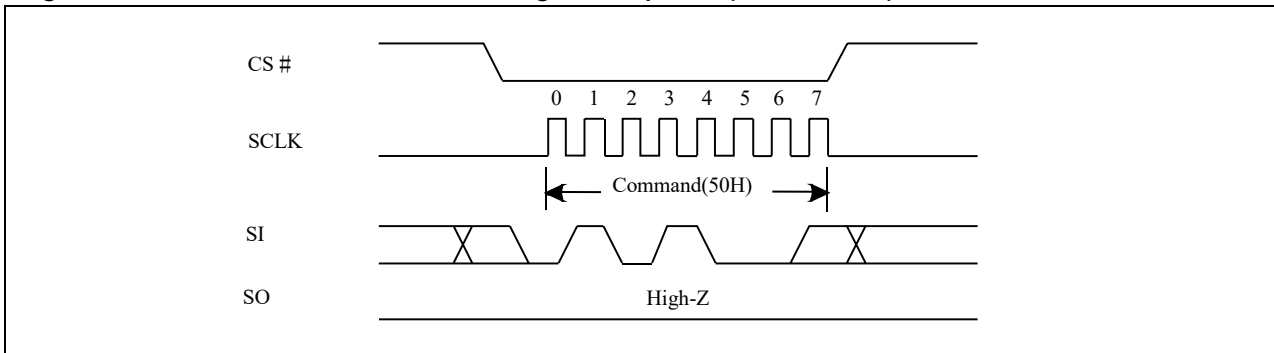 CS #
0 1 2 3 4 5 6 7
SCLK
Command(50H)
SI
SO
High-Z